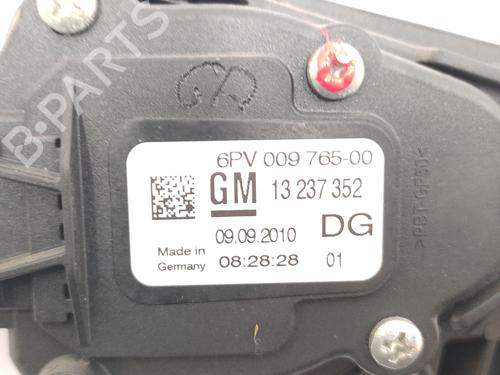 B-PARTS
6PV 009 765-00
GM 13 237 352
09.09.2010 DG
Made in Germany 08:28:28 01
>PBT-GF30<